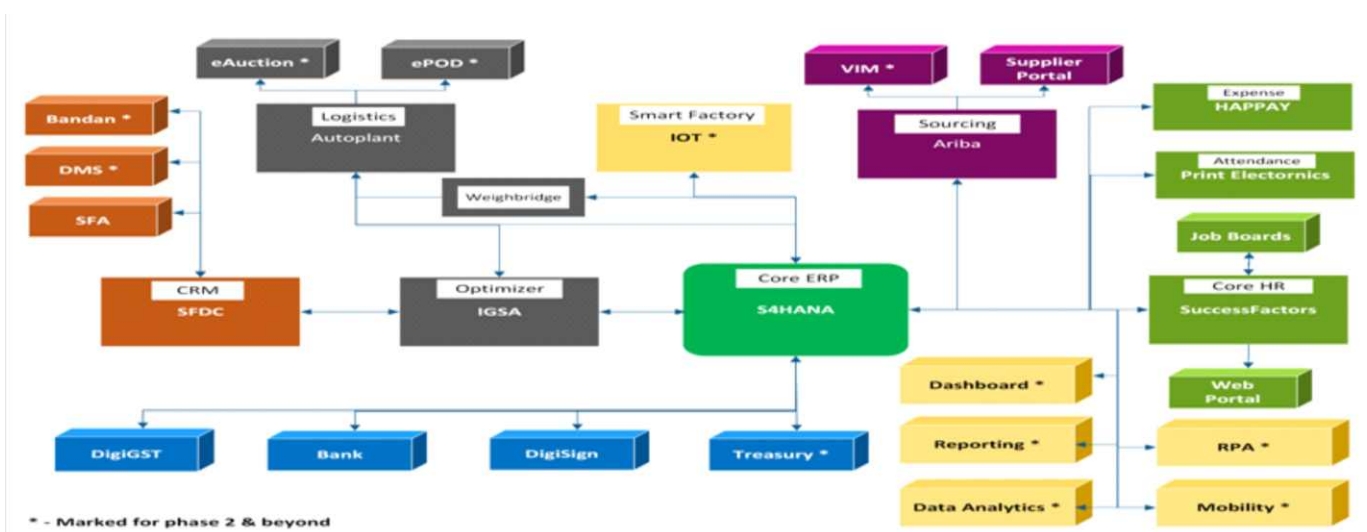 eAuction *
ePOD *
VIM *
Supplier
Portal
Bandan *
Logistics
Autoplant
Smart Factory
IOT *
Sourcing
Ariba
Expense
HAPPAY
DMS *
Attendance
Print Electornics
Weighbridge
SFA
Job Boards
CRM
SFDC
Optimizer
IGSA
Core ERP
S4HANA
Core HR
SuccessFactors
Dashboard *
Web
Portal
DigiGST
Bank
DigiSign
Treasury *
Reporting *
RPA *
Data Analytics *
Mobility *
* - Marked for phase 2 & beyond